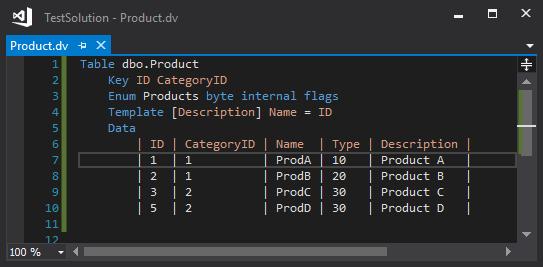 TestSolution - Product.dv
Product.dv
1 Table dbo.Product
2 Key ID CategoryID
3 Enum Products byte internal flags
4 Template [Description] Name = ID
5 Data
6 | ID | CategoryID | Name | Type | Description |
7 | 1 | 1 | ProdA | 10 | Product A |
8 | 2 | 1 | ProdB | 20 | Product B |
9 | 3 | 2 | ProdC | 30 | Product C |
10 | 5 | 2 | ProdD | 30 | Product D |
11
12
100 %